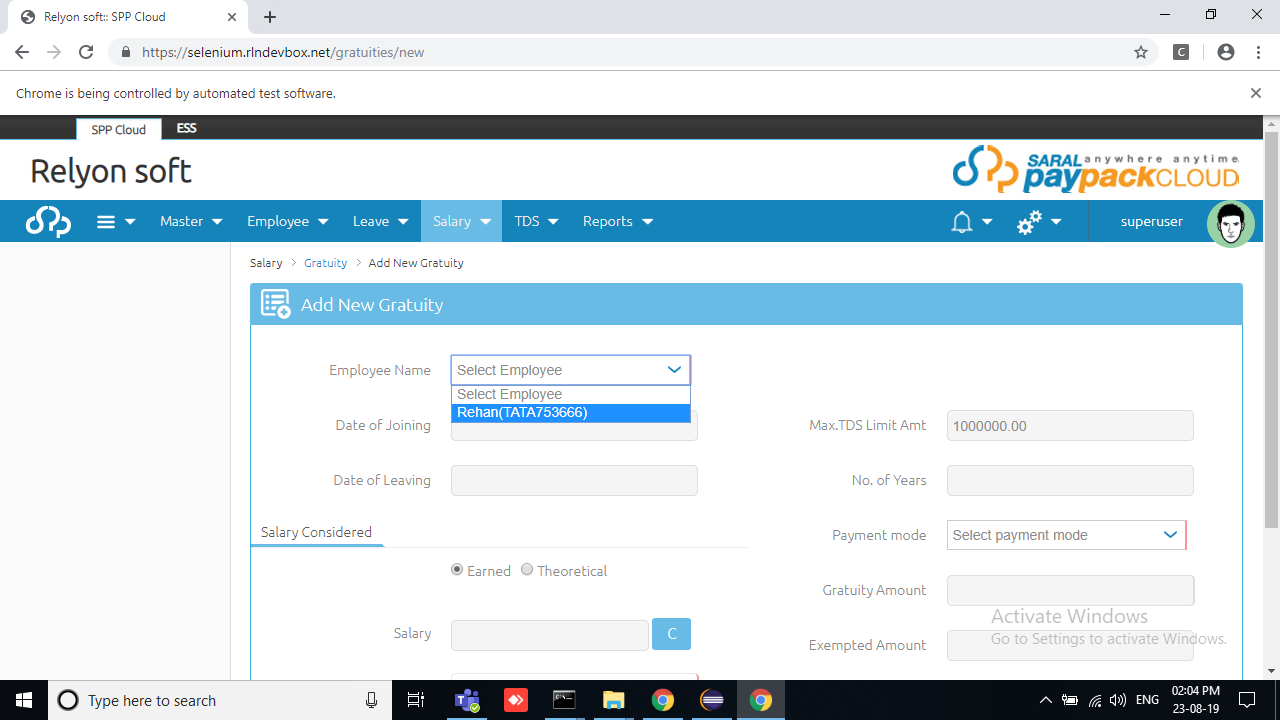 Relyon soft:: SPP Cloud
https://selenium.rlndevbox.net/gratuities/new
C
Chrome is being controlled by automated test software.
SPP Cloud
ESS
Relyon soft
SARAL anywhere anytime
paypackCLOUD
Master
Employee
Leave
Salary
TDS
Reports
superuser
Salary > Gratuity > Add New Gratuity
Add New Gratuity
Employee Name
Select Employee
Select Employee
Rehan(TATA753666)
Date of Joining
Max.TDS Limit Amt
1000000.00
Date of Leaving
No. of Years
Salary Considered
Payment mode
Select payment mode
Earned
Theoretical
Gratuity Amount
Salary
C
Exempted Amount
Activate Windows
Go to Settings to activate Windows.
Type here to search
ENG
02:04 PM
23-08-19